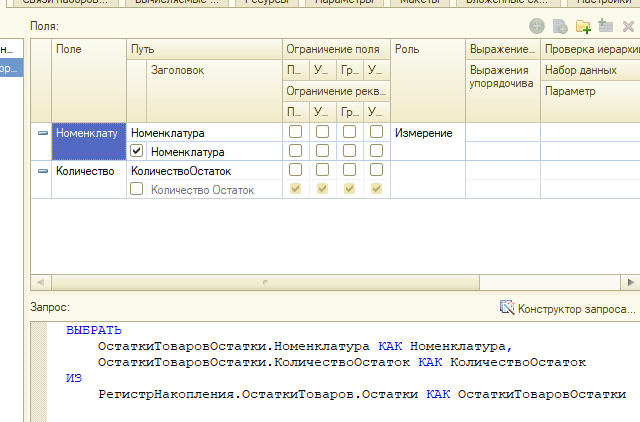 Связи наборов... Вычисляемые ... Ресурсы Параметры Макеты Вложенные сх... Настройки
Поля:
Поле Путь Ограничение поля Роль Выражение... Проверка иерархи
Заголовок П... У... Гр... У... Выражения упорядочива Набор данных
Ограничение рекв... Параметр
П... У... Гр... У...
Номенклату Номенклатура Измерение
Номенклатура
Количество КоличествоОстаток
Количество Остаток
Запрос: Конструктор запроса...
ВЫБРАТЬ
ОстаткиТоваровОстатки.Номенклатура КАК Номенклатура,
ОстаткиТоваровОстатки.КоличествоОстаток КАК КоличествоОстаток
ИЗ
РегистрНакопления.ОстаткиТоваров.Остатки КАК ОстаткиТоваровОстатки